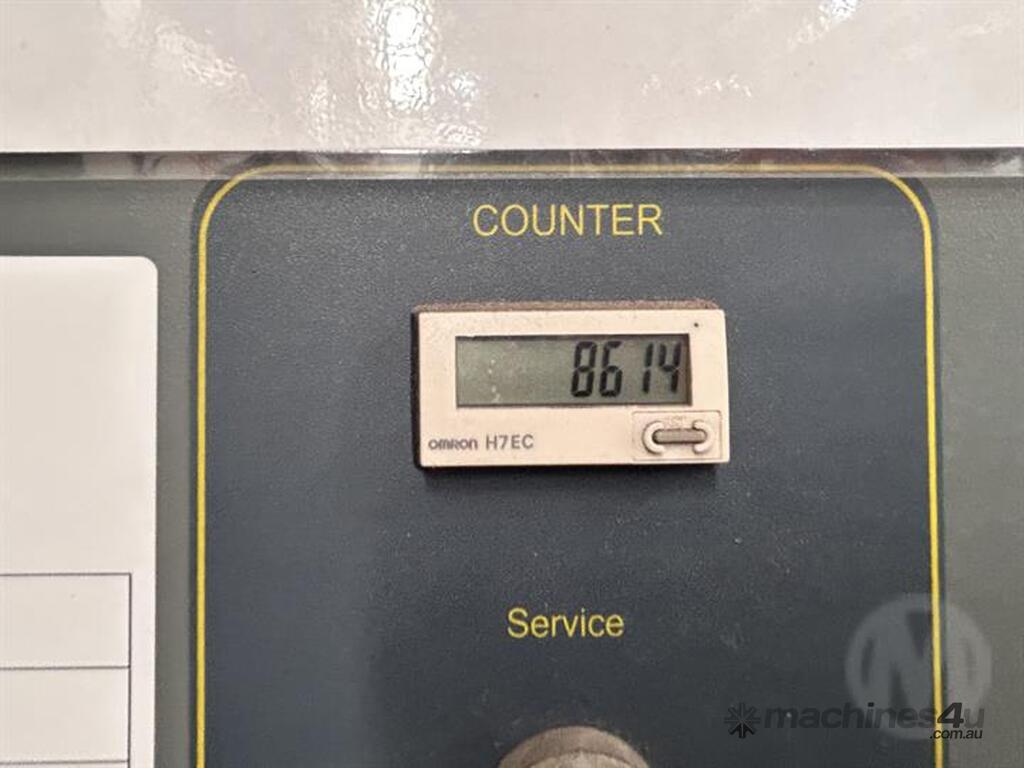 COUNTER
8614
OMRON H7EC
Service
machines4u
.com.au